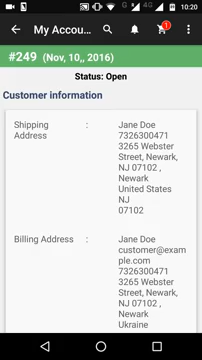 G 4G 10:20
My Accou... 1
#249 (Nov, 10,, 2016)
Status: Open
Customer information
Shipping Address : Jane Doe
7326300471
3265 Webster
Street, Newark,
NJ 07102 ,
Newark
United States
NJ
07102
Billing Address : Jane Doe
customer@exam
ple.com
7326300471
3265 Webster
Street, Newark,
NJ 07102 ,
Newark
Ukraine